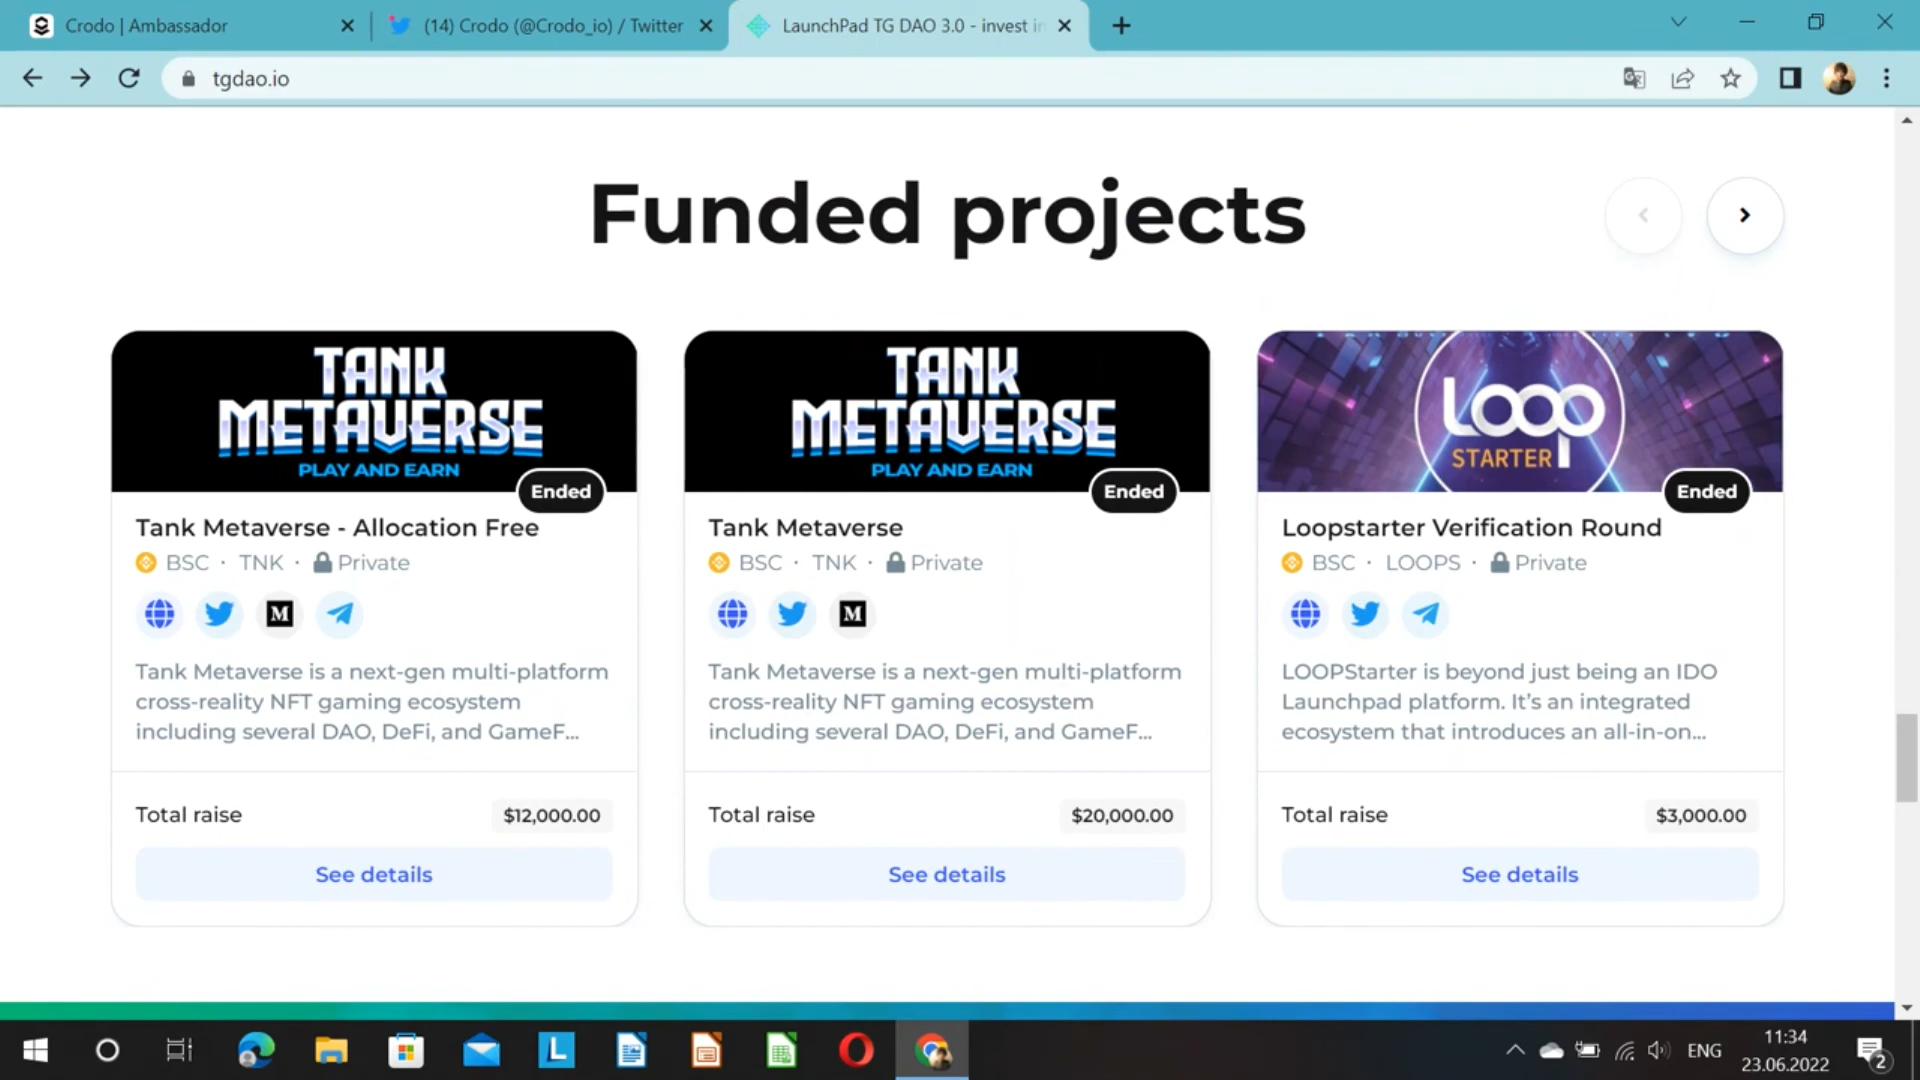 Crodo | Ambassador
(14) Crodo (@Crodo_io) / Twitter
LaunchPad TG DAO 3.0 - invest in
tgdao.io
Funded projects
TANK
METAVERSE
PLAY AND EARN
Ended
Tank Metaverse - Allocation Free
BSC · TNK · Private
M
Tank Metaverse is a next-gen multi-platform
cross-reality NFT gaming ecosystem
including several DAO, DeFi, and GameF...
Total raise $12,000.00
See details
TANK
METAVERSE
PLAY AND EARN
Ended
Tank Metaverse
BSC · TNK · Private
M
Tank Metaverse is a next-gen multi-platform
cross-reality NFT gaming ecosystem
including several DAO, DeFi, and GameF...
Total raise $20,000.00
See details
Loop
STARTER
Ended
Loopstarter Verification Round
BSC · LOOPS · Private
LOOPStarter is beyond just being an IDO
Launchpad platform. It’s an integrated
ecosystem that introduces an all-in-on...
Total raise $3,000.00
See details
L
ENG
11:34
23.06.2022
2